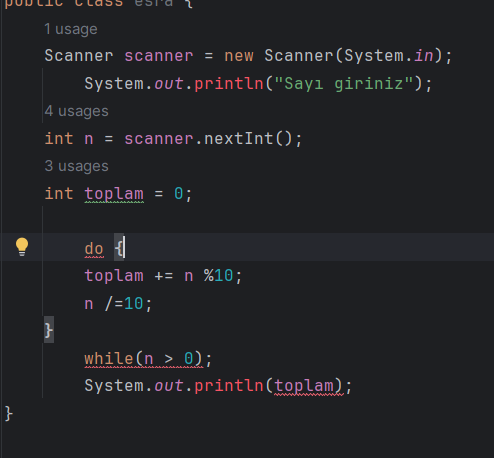 public class esra {
1 usage
Scanner scanner = new Scanner(System.in);
System.out.println("Sayı giriniz");
4 usages
int n = scanner.nextInt();
3 usages
int toplam = 0;
do {
toplam += n %10;
n /=10;
}
while(n > 0);
System.out.println(toplam);
}